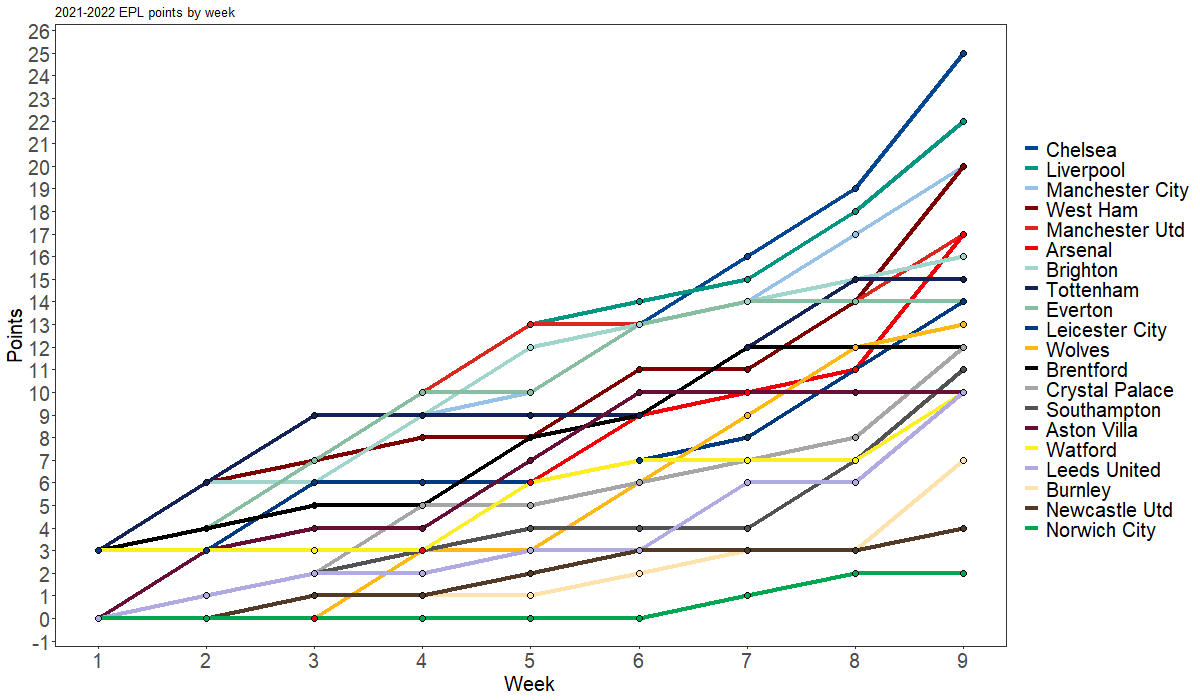 2021-2022 EPL points by week
26
25
24
23
22
21
20
19
18
17
16
15
14
13
12
11
10
9
8
7
6
5
4
3
2
1
0
-1
Points
1 2 3 4 5 6 7 8 9
Week
Chelsea
Liverpool
Manchester City
West Ham
Manchester Utd
Arsenal
Brighton
Tottenham
Everton
Leicester City
Wolves
Brentford
Crystal Palace
Southampton
Aston Villa
Watford
Leeds United
Burnley
Newcastle Utd
Norwich City